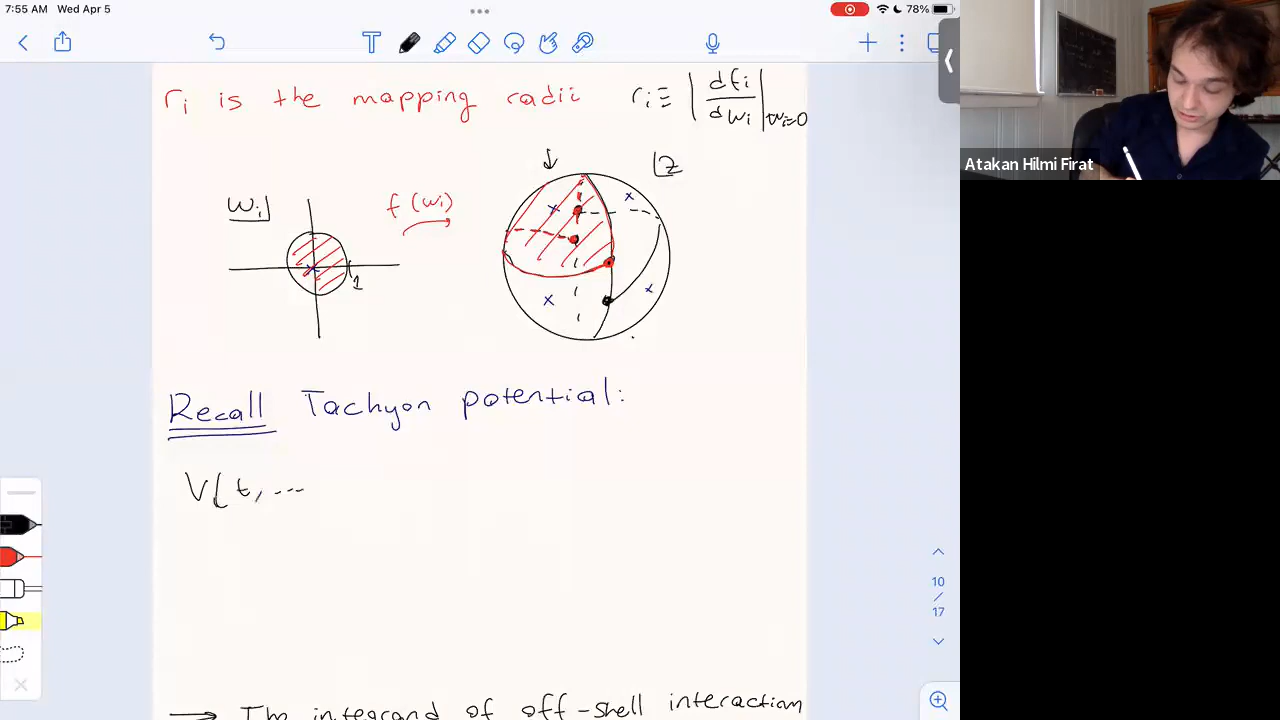 7:55 AM Wed Apr 5
78%
T
ri is the mapping radii ri ≡ |dfi/dwi|wi=0
wi
f(wi)
z
1
Recall Tachyon potential:
V(t, ---
→ The integrand of off-shell interaction
10
/
17
Atakan Hilmi Firat